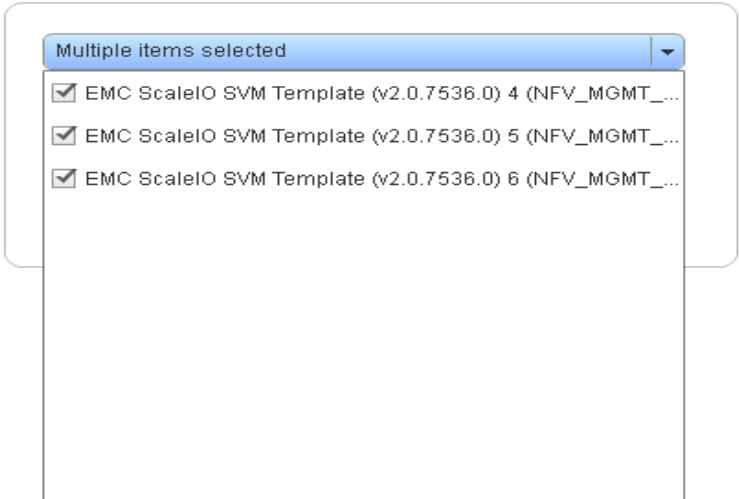 Multiple items selected
EMC ScaleIO SVM Template (v2.0.7536.0) 4 (NFV_MGMT_...
EMC ScaleIO SVM Template (v2.0.7536.0) 5 (NFV_MGMT_...
EMC ScaleIO SVM Template (v2.0.7536.0) 6 (NFV_MGMT_...